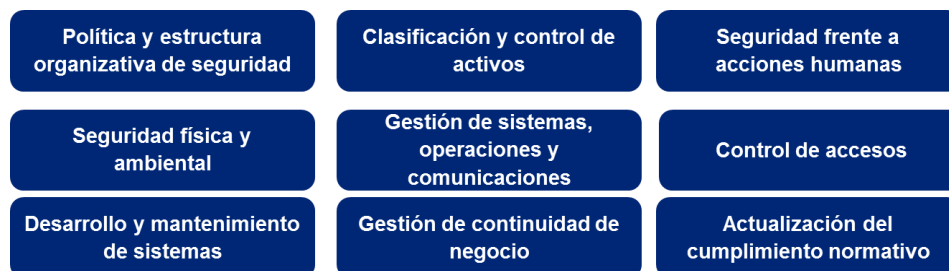 Política y estructura
organizativa de seguridad
Clasificación y control de
activos
Seguridad frente a
acciones humanas
Seguridad física y
ambiental
Gestión de sistemas,
operaciones y
comunicaciones
Control de accesos
Desarrollo y mantenimiento
de sistemas
Gestión de continuidad de
negocio
Actualización del
cumplimiento normativo